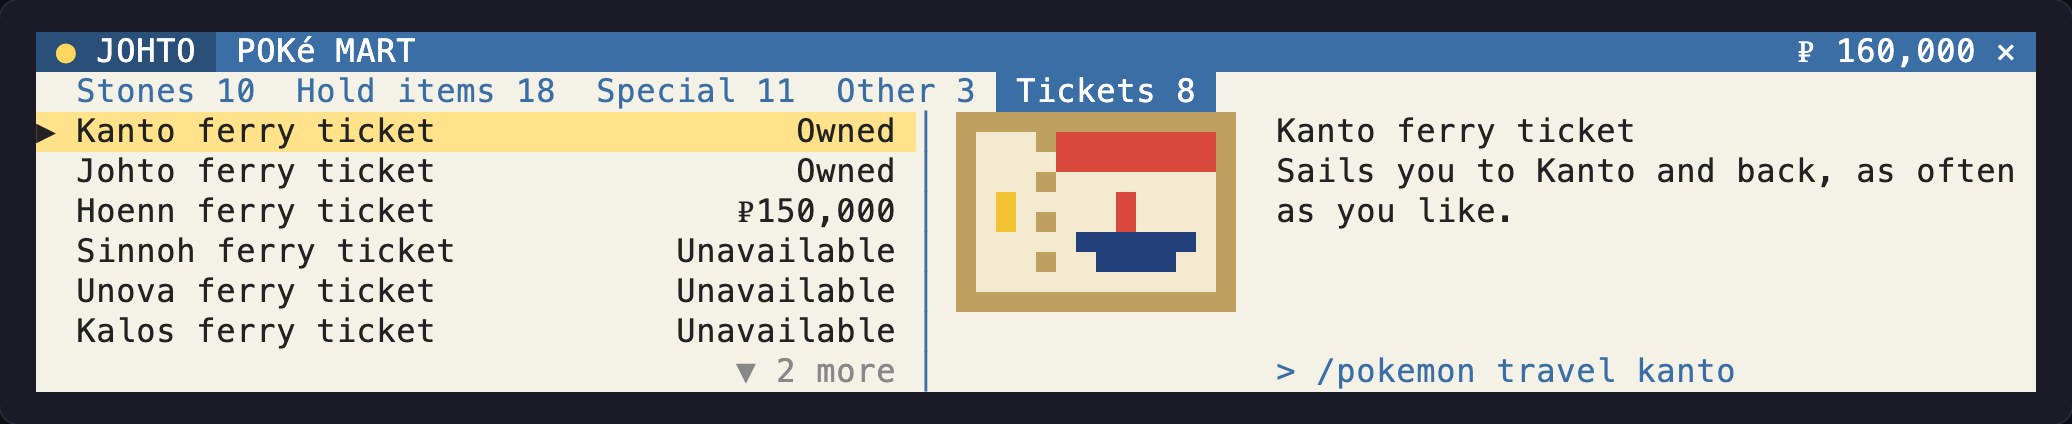 ● JOHTO POKé MART ₽ 160,000 ×
Stones 10 Hold items 18 Special 11 Other 3 Tickets 8
▶ Kanto ferry ticket Owned
Johto ferry ticket Owned
Hoenn ferry ticket ₽150,000
Sinnoh ferry ticket Unavailable
Unova ferry ticket Unavailable
Kalos ferry ticket Unavailable
▼ 2 more
Kanto ferry ticket
Sails you to Kanto and back, as often
as you like.
> /pokemon travel kanto